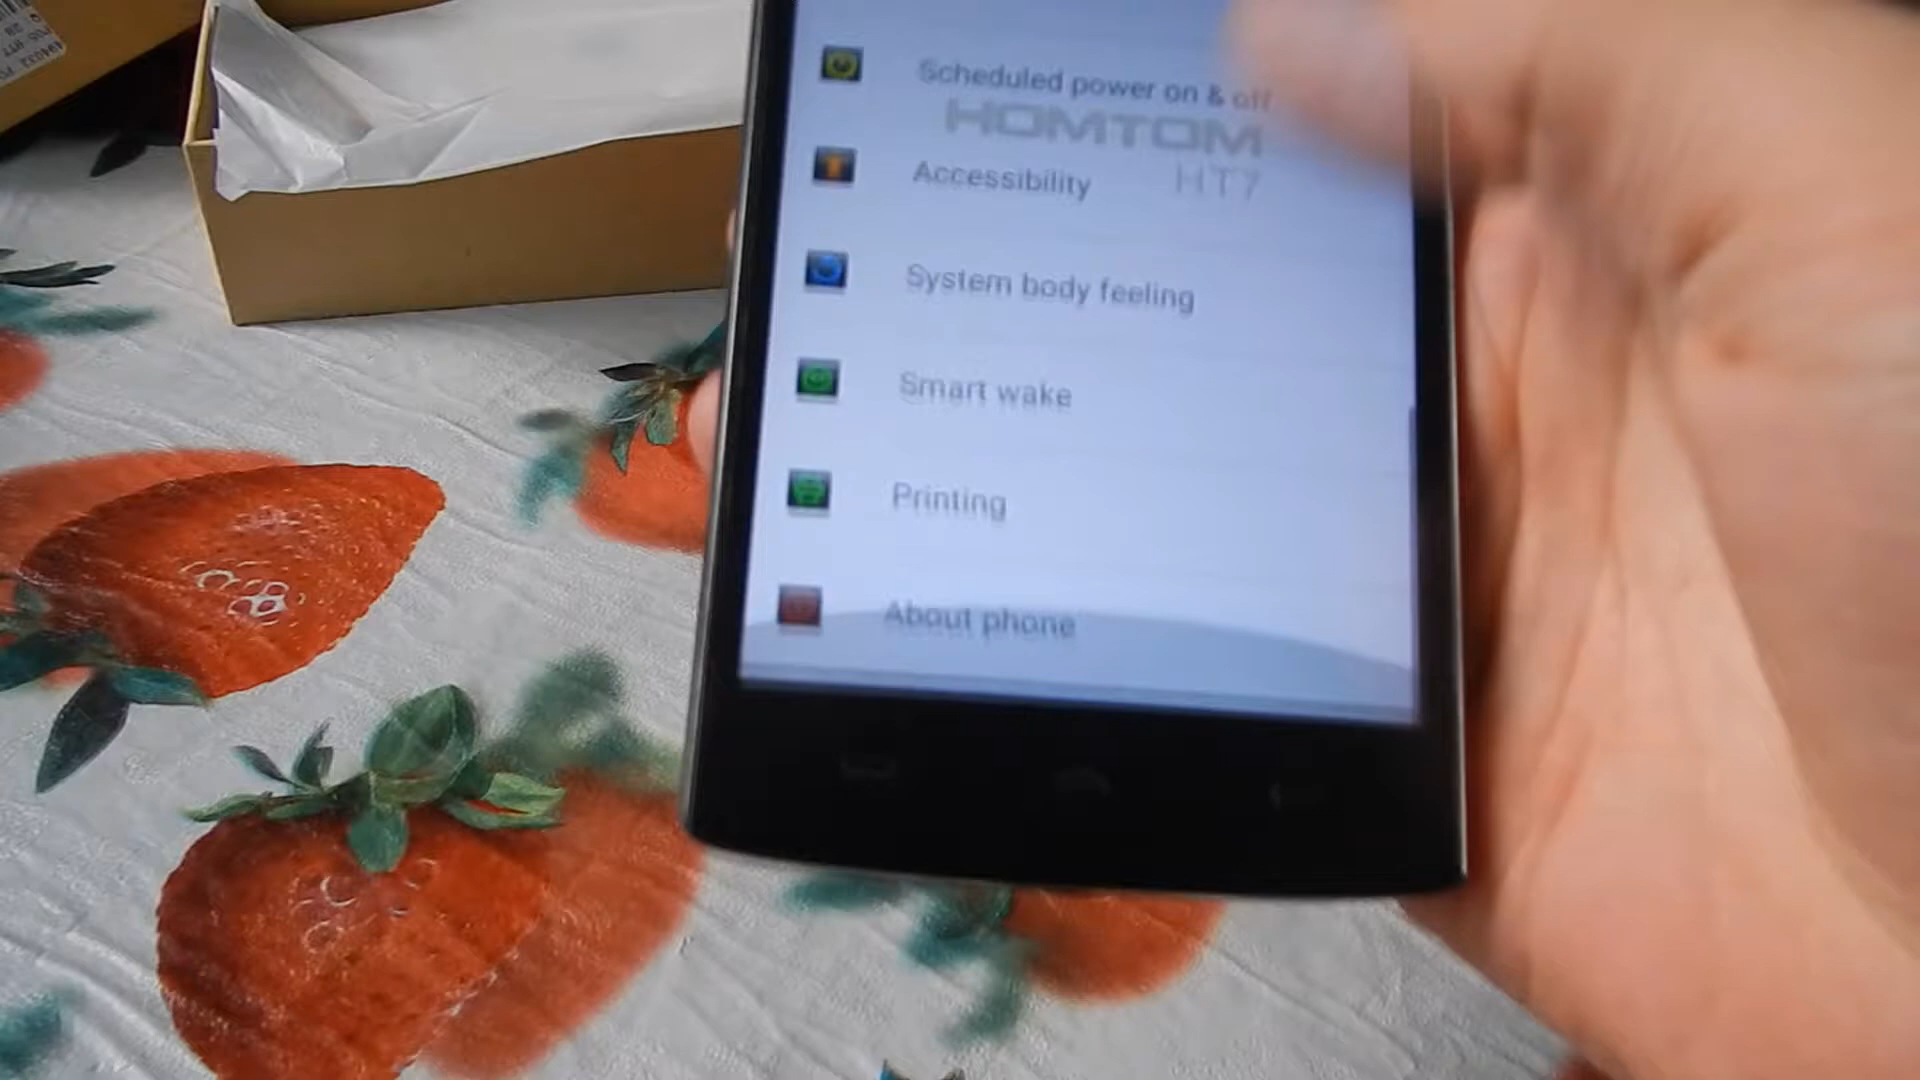 Scheduled power on & off
HOMTOM
Accessibility
HT7
System body feeling
Smart wake
Printing
About phone